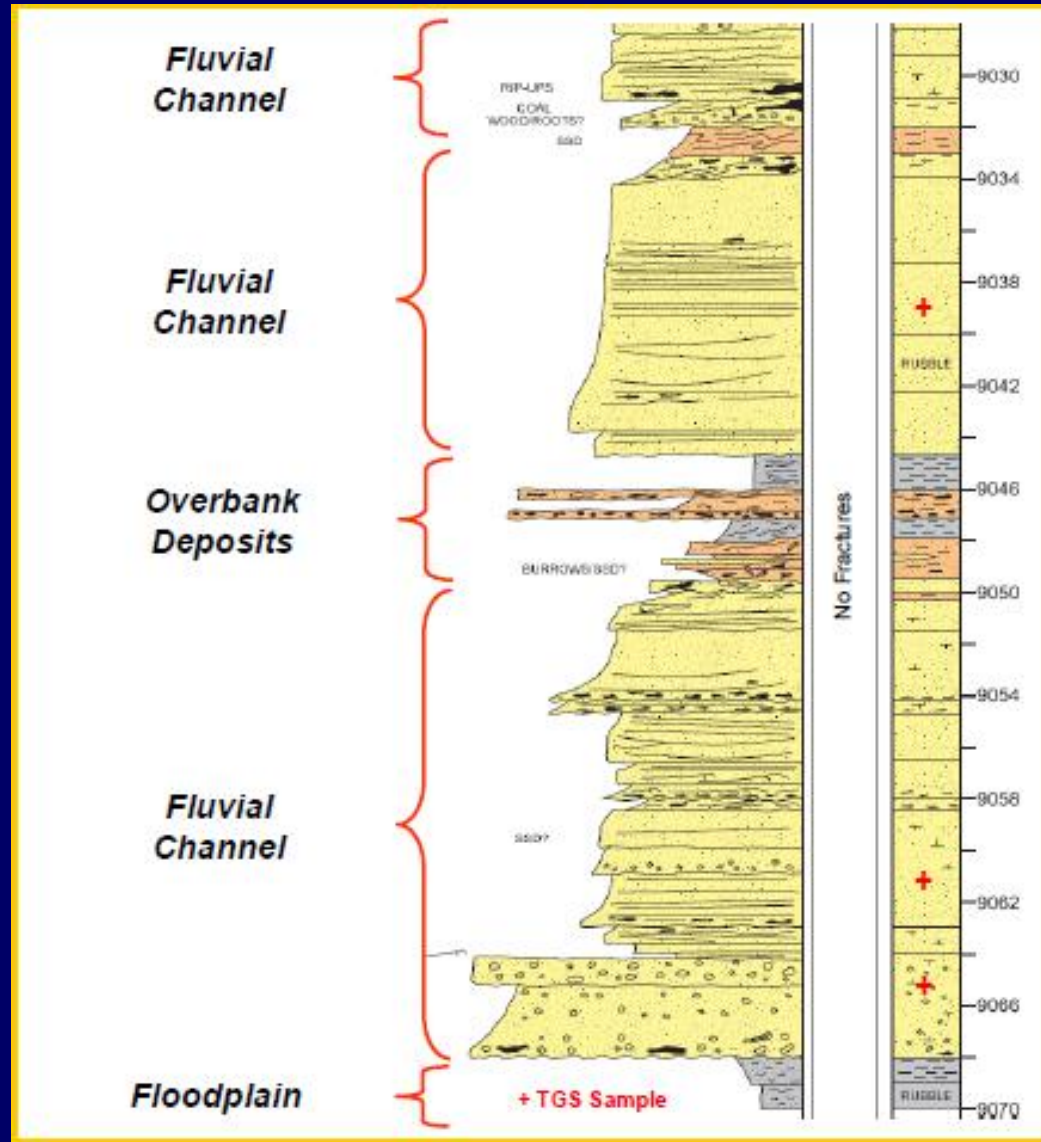 Fluvial
Channel
RIP-UPS
COAL
WOOD/ROOTS?
SSD
Fluvial
Channel
Overbank
Deposits
BURROWS/SSD?
Fluvial
Channel
SSD?
Floodplain
+ TGS Sample
No Fractures
RUBBLE
RUBBLE
9030
9034
9038
9042
9046
9050
9054
9058
9062
9066
9070